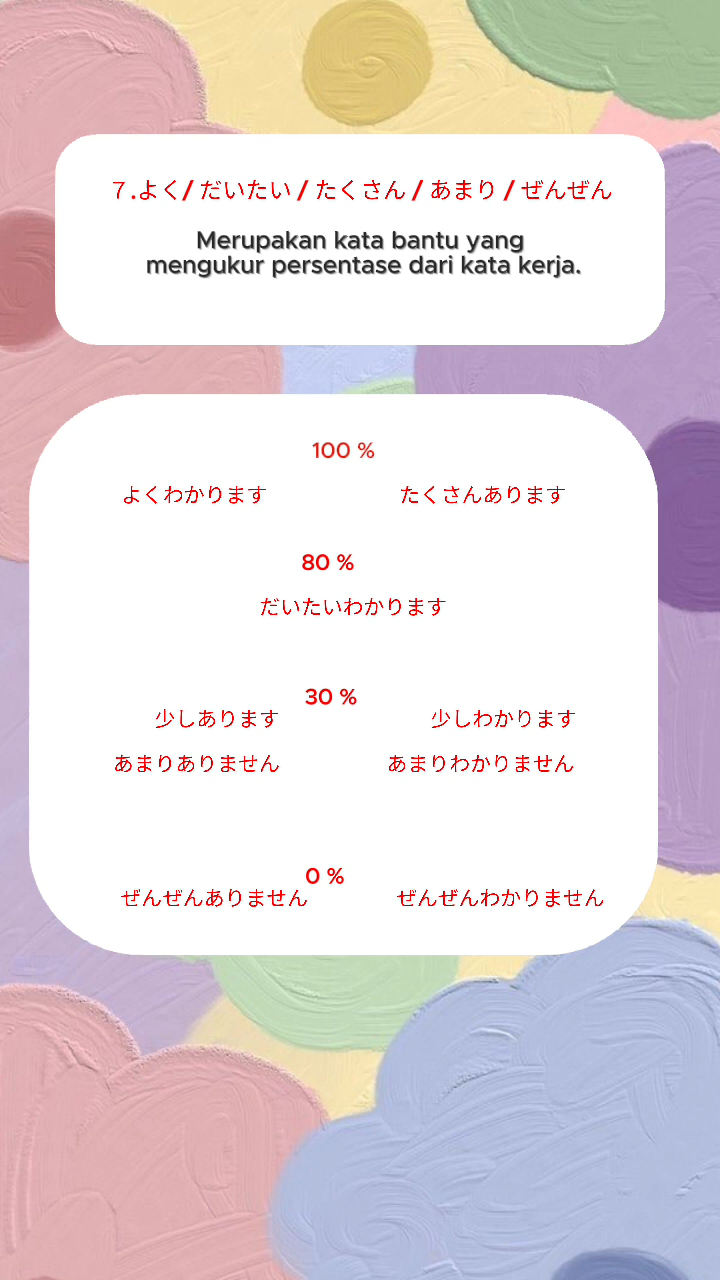 ７.よく/ だいたい / たくさん / あまり / ぜんぜん
Merupakan kata bantu yang
mengukur persentase dari kata kerja.
100 %
よくわかります たくさんあります
80 %
だいたいわかります
30 %
少しあります 少しわかります
あまりありません あまりわかりません
0 %
ぜんぜんありません ぜんぜんわかりません